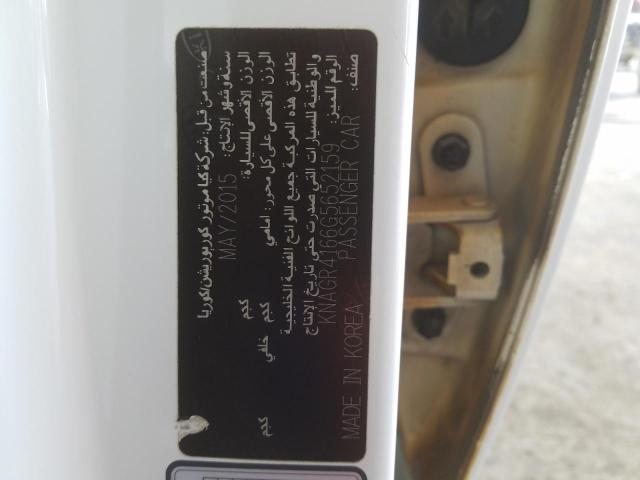 صنعت من قبل: شركة كيا موتور كوربوريشن/كوريا
سنة وشهر الإنتاج: MAY/2015
الوزن الأقصى للسيارة: كجم
الوزن الأقصى على كل محور: أمامي كجم خلفي كجم
تطابق هذه المركبة جميع اللوائح الفنية الخليجية
والوطنية للسيارات التي صدرت حتى تاريخ الإنتاج
الرقم المميز: KNAGR4166G5652159
صنف: PASSENGER CAR
MADE IN KOREA